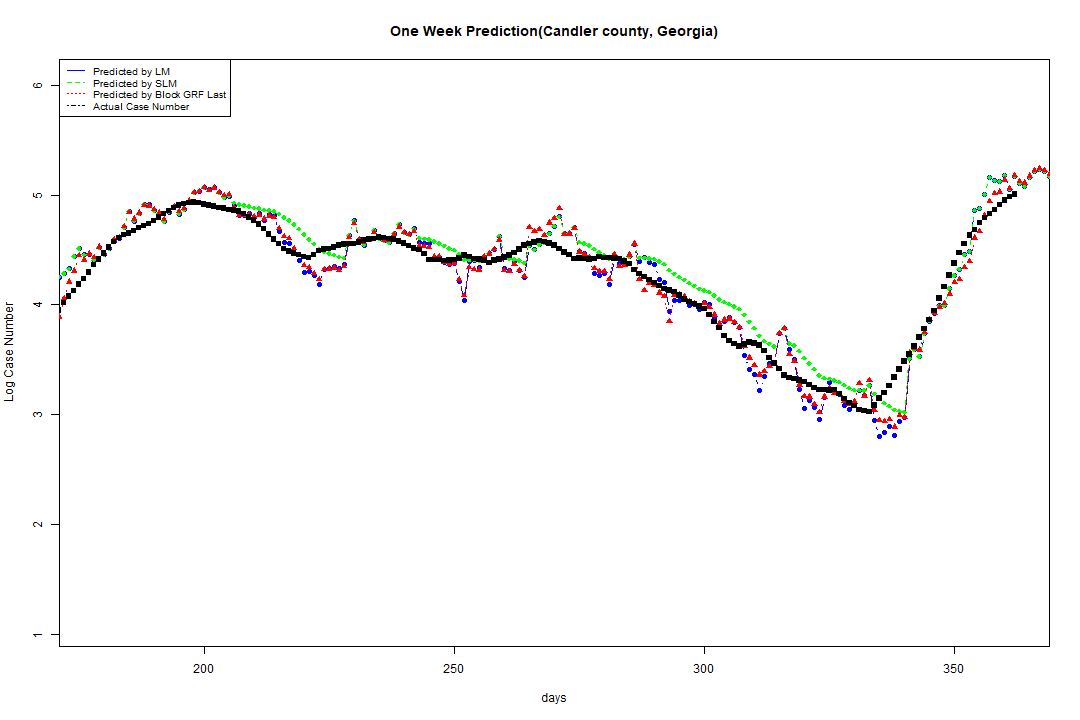 One Week Prediction(Candler county, Georgia)
Predicted by LM
Predicted by SLM
Predicted by Block GRF Last
Actual Case Number
6
5
4
3
2
1
Log Case Number
200 250 300 350
days